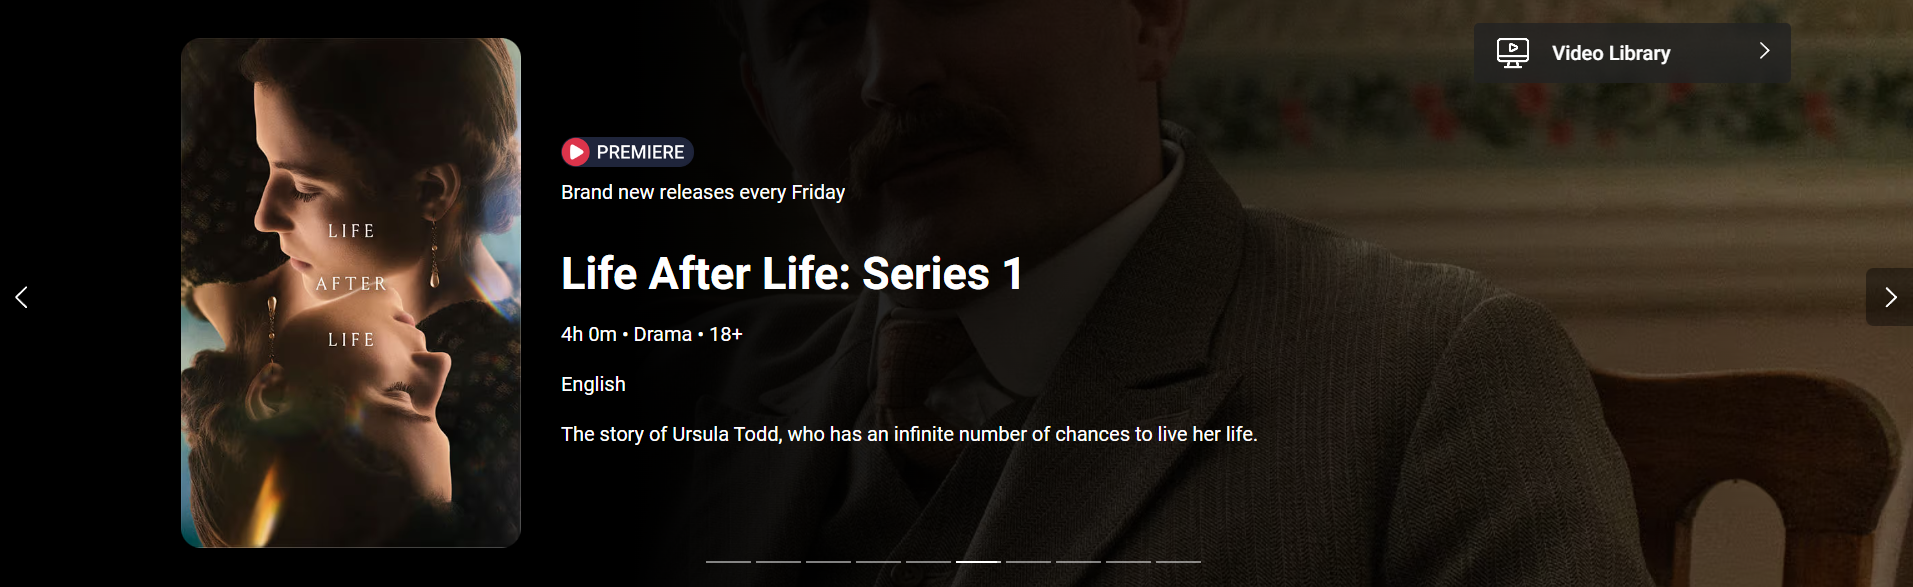 Video Library
LIFE
AFTER
LIFE
PREMIERE
Brand new releases every Friday
Life After Life: Series 1
4h 0m • Drama • 18+
English
The story of Ursula Todd, who has an infinite number of chances to live her life.